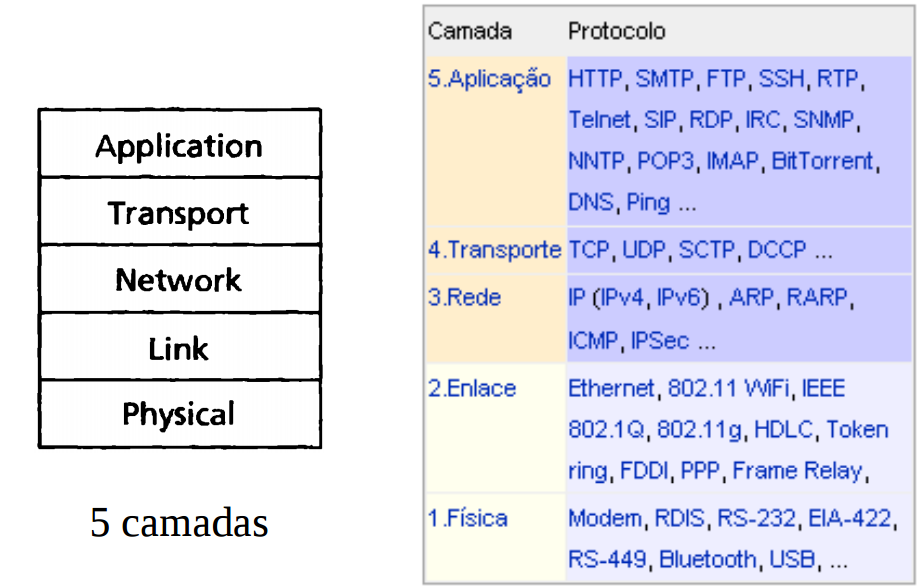 Application
Transport
Network
Link
Physical
5 camadas
Camada Protocolo
5.Aplicação HTTP, SMTP, FTP, SSH, RTP,
Telnet, SIP, RDP, IRC, SNMP,
NNTP, POP3, IMAP, BitTorrent,
DNS, Ping ...
4.Transporte TCP, UDP, SCTP, DCCP ...
3.Rede IP (IPv4, IPv6) , ARP, RARP,
ICMP, IPSec ...
2.Enlace Ethernet, 802.11 WiFi, IEEE
802.1Q, 802.11g, HDLC, Token
ring, FDDI, PPP, Frame Relay,
1.Física Modem, RDIS, RS-232, EIA-422,
RS-449, Bluetooth, USB, ...